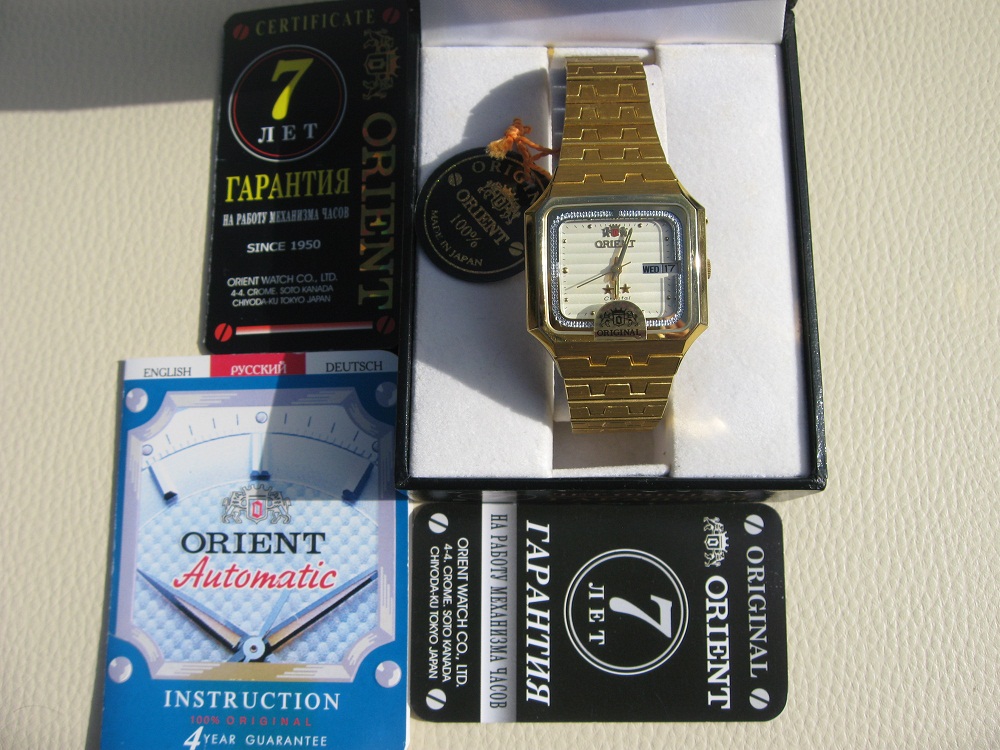 CERTIFICATE
7
ЛЕТ
ГАРАНТИЯ
НА РАБОТУ МЕХАНИЗМА ЧАСОВ
SINCE 1950
ORIENT WATCH CO., LTD.
4-4. CROME. SOTO KANADA
CHIYODA-KU TOKYO JAPAN
ORIENT
ORIGINAL
ORIENT
100%
MADE IN JAPAN
ORIENT
WED 17
Crystal
ORIGINAL
ENGLISH РУССКИЙ DEUTSCH
ORIENT
Automatic
INSTRUCTION
100% ORIGINAL
4 YEAR GUARANTEE
ORIGINAL
ORIENT
7
ЛЕТ
ГАРАНТИЯ
НА РАБОТУ МЕХАНИЗМА ЧАСОВ
ORIENT WATCH CO., LTD.
4-4. CROME. SOTO KANADA
CHIYODA-KU TOKYO JAPAN